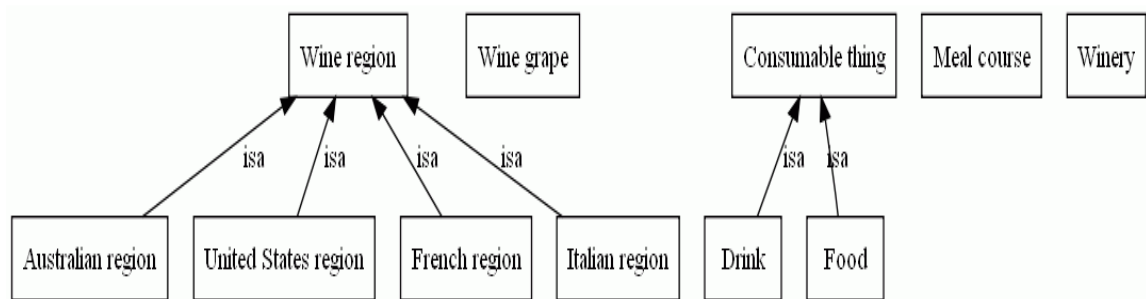 Wine region
Wine grape
Consumable thing
Meal course
Winery
isa
isa
isa
isa
isa
isa
Australian region
United States region
French region
Italian region
Drink
Food